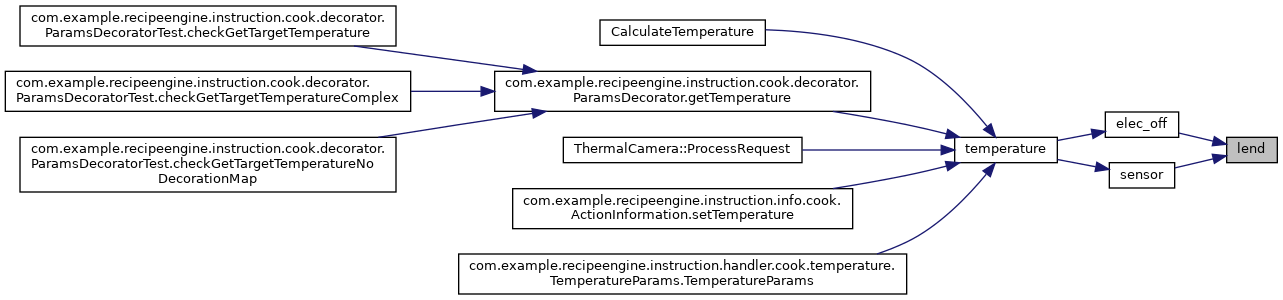 com.example.recipeengine.instruction.cook.decorator.
ParamsDecoratorTest.checkGetTargetTemperature
com.example.recipeengine.instruction.cook.decorator.
ParamsDecoratorTest.checkGetTargetTemperatureComplex
com.example.recipeengine.instruction.cook.decorator.
ParamsDecoratorTest.checkGetTargetTemperatureNo
DecorationMap
CalculateTemperature
com.example.recipeengine.instruction.cook.decorator.
ParamsDecorator.getTemperature
ThermalCamera::ProcessRequest
com.example.recipeengine.instruction.info.cook.
ActionInformation.setTemperature
com.example.recipeengine.instruction.handler.cook.temperature.
TemperatureParams.TemperatureParams
temperature
elec_off
sensor
lend